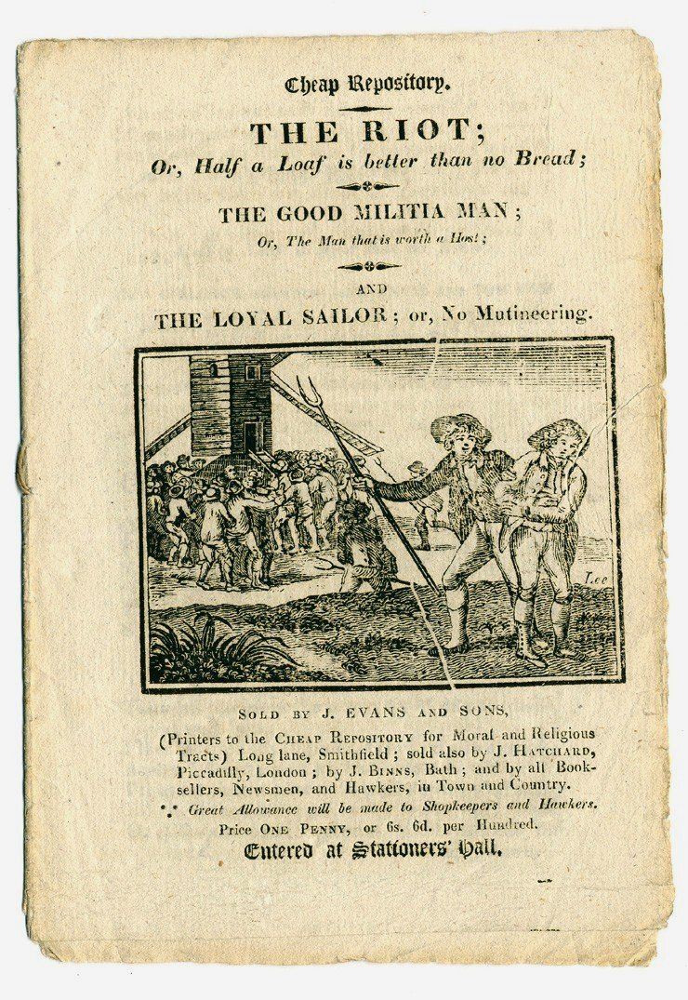 Cheap Repository.
THE RIOT;
Or, Half a Loaf is better than no Bread;
THE GOOD MILITIA MAN;
Or, The Man that is worth a Host;
AND
THE LOYAL SAILOR; or, No Mutineering.
Lee
SOLD BY J. EVANS AND SONS,
(Printers to the CHEAP REPOSITORY for Moral and Religious
Tracts) Long lane, Smithfield; sold also by J. HATCHARD,
Piccadilly, London; by J. BINNS, Bath; and by all Book-
sellers, Newsmen, and Hawkers, in Town and Country.
*⁎* Great Allowance will be made to Shopkeepers and Hawkers.
Price ONE PENNY, or 6s. 6d. per Hundred.
Entered at Stationers' Hall.